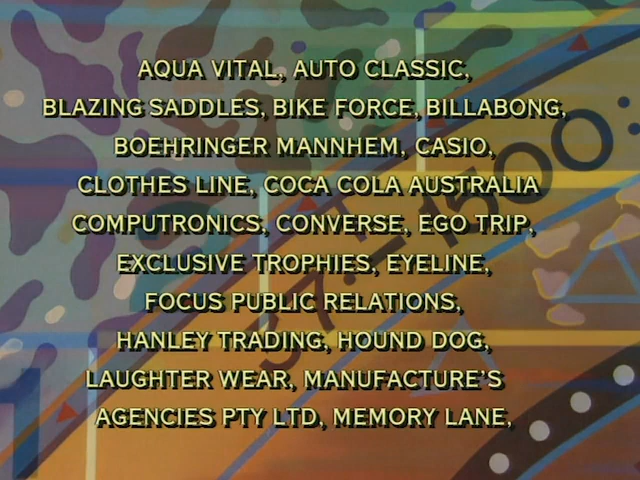 AQUA VITAL, AUTO CLASSIC,
BLAZING SADDLES, BIKE FORCE, BILLABONG,
BOEHRINGER MANNHEM, CASIO,
CLOTHES LINE, COCA COLA AUSTRALIA
COMPUTRONICS, CONVERSE, EGO TRIP,
EXCLUSIVE TROPHIES, EYELINE,
FOCUS PUBLIC RELATIONS,
HANLEY TRADING, HOUND DOG,
LAUGHTER WEAR, MANUFACTURE'S
AGENCIES PTY LTD, MEMORY LANE,